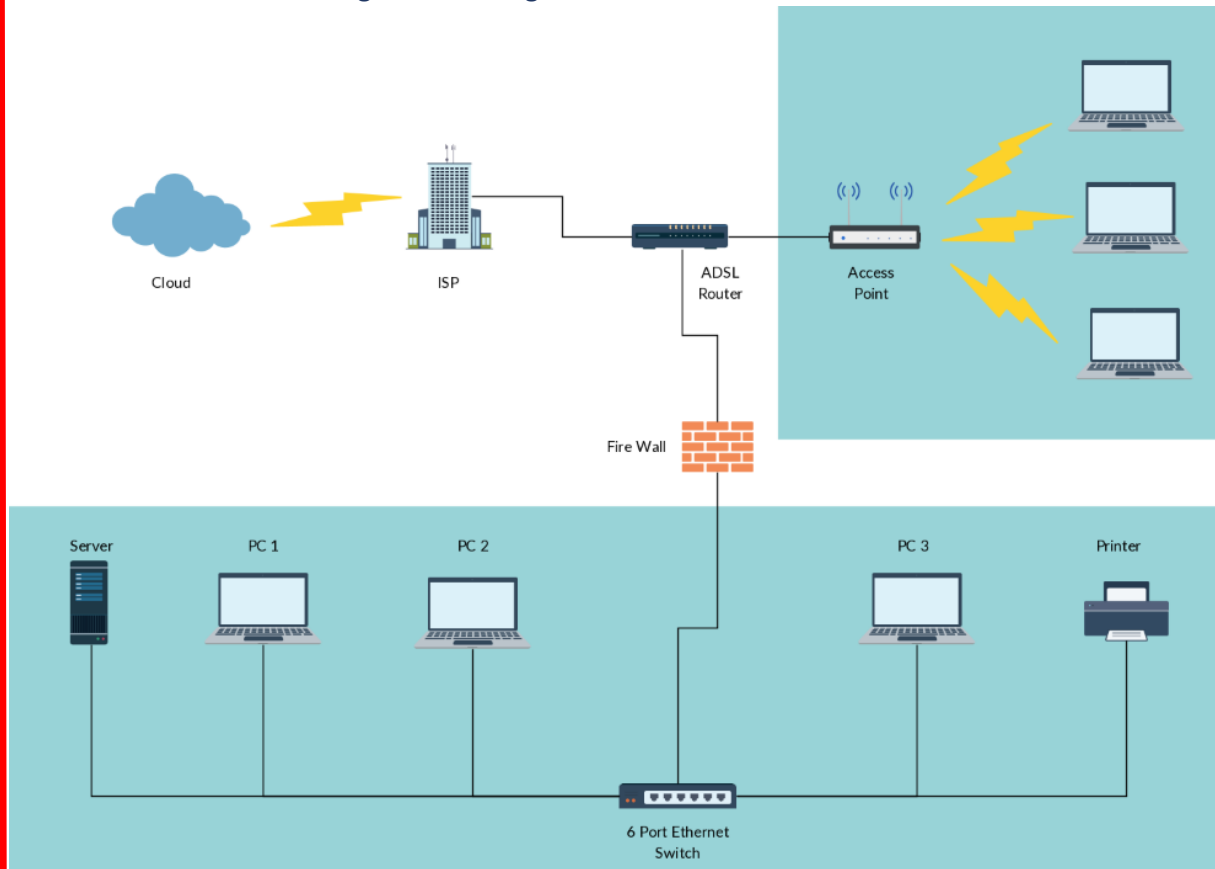 Cloud
ISP
ADSL
Router
Access
Point
Fire Wall
Server
PC 1
PC 2
PC 3
Printer
6 Port Ethernet
Switch